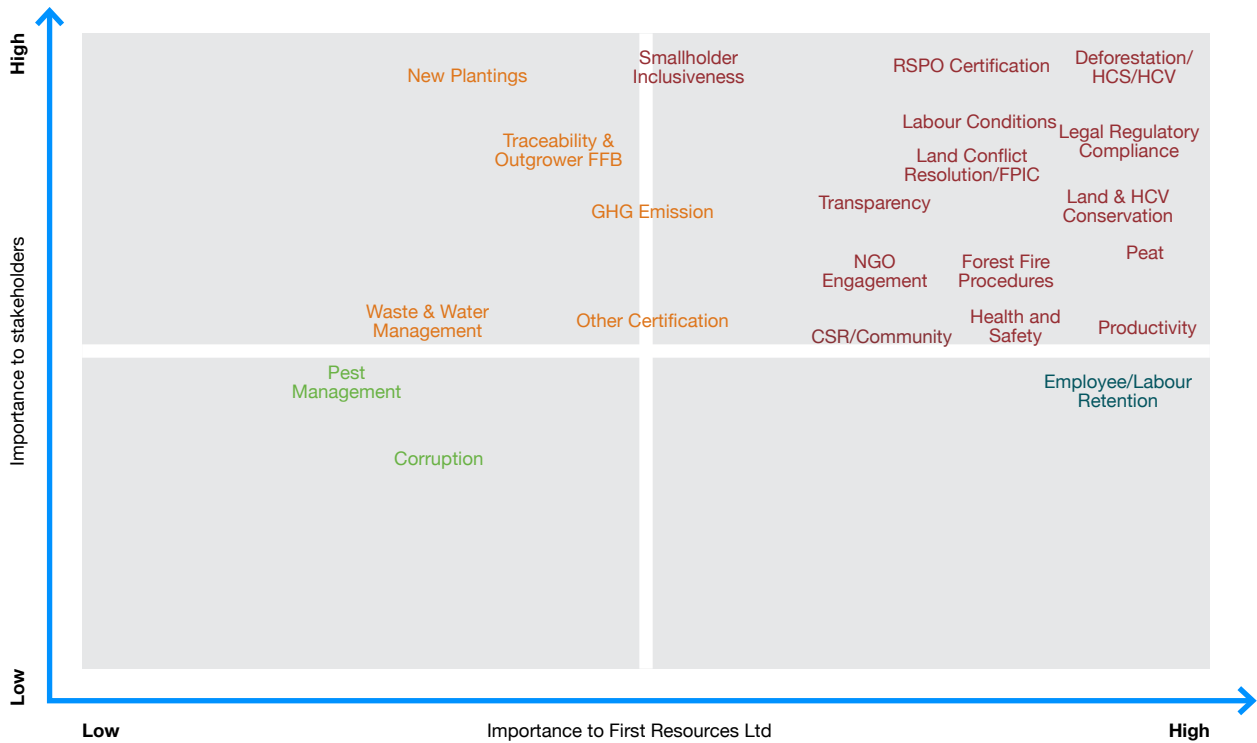 High
Importance to stakeholders
Low
New Plantings
Smallholder
Inclusiveness
RSPO Certification
Deforestation/
HCS/HCV
Traceability &
Outgrower FFB
Labour Conditions
Legal Regulatory
Compliance
Land Conflict
Resolution/FPIC
GHG Emission
Transparency
Land & HCV
Conservation
NGO
Engagement
Forest Fire
Procedures
Peat
Waste & Water
Management
Other Certification
CSR/Community
Health and
Safety
Productivity
Pest
Management
Employee/Labour
Retention
Corruption
Low
Importance to First Resources Ltd
High